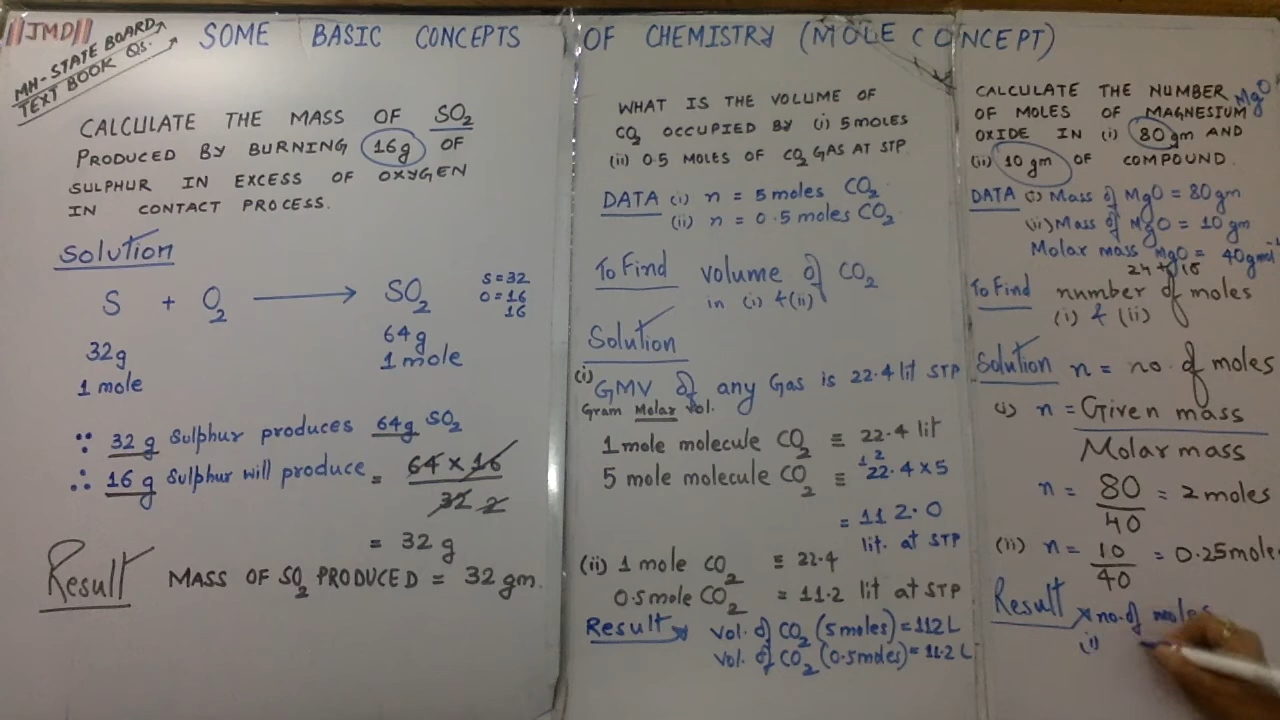 ||JMD||
MH-STATE BOARD
TEXT BOOK QS.
SOME BASIC CONCEPTS OF CHEMISTRY (MOLE CONCEPT)
CALCULATE THE MASS OF SO2
PRODUCED BY BURNING 16g OF
SULPHUR IN EXCESS OF OXYGEN
IN CONTACT PROCESS.
Solution
S + O2 ⟶ SO2
S=32
O=16
16
32g
1 mole
64g
1 mole
∵ 32 g Sulphur produces 64g SO2
∴ 16 g Sulphur will produce = 64 x 16
32 2
= 32 g
Result MASS OF SO2 PRODUCED = 32 gm.
WHAT IS THE VOLUME OF
CO2 OCCUPIED BY (i) 5 MOLES
(ii) 0.5 MOLES OF CO2 GAS AT STP.
DATA (i) n = 5 moles CO2
(ii) n = 0.5 moles CO2
To Find volume of CO2
in (i) & (ii)
Solution
(i) GMV of any Gas is 22.4 lit STP
Gram Molar Vol.
1 mole molecule CO2 ≡ 22.4 lit
1 2
5 mole molecule CO2 ≡ 22.4 x 5
= 112.0
lit. at STP
(ii) 1 mole CO2 ≡ 22.4
0.5 mole CO2 = 11.2 lit at STP
Result Vol. of CO2 (5 moles) = 112 L
Vol. of CO2 (0.5 moles) = 11.2 L
CALCULATE THE NUMBER
OF MOLES OF MAGNESIUM MgO
OXIDE IN (i) 80 gm AND
(ii) 10 gm OF COMPOUND.
DATA (i) Mass of MgO = 80 gm
(ii) Mass of MgO = 10 gm
Molar mass MgO = 40 gmol-1
24 + 16
To Find number of moles
(i) & (ii)
Solution n = no. of moles
(i) n = Given mass
Molar mass
n = 80 = 2 moles
40
(ii) n = 10 = 0.25 mole
40
Result no. of moles
(i)